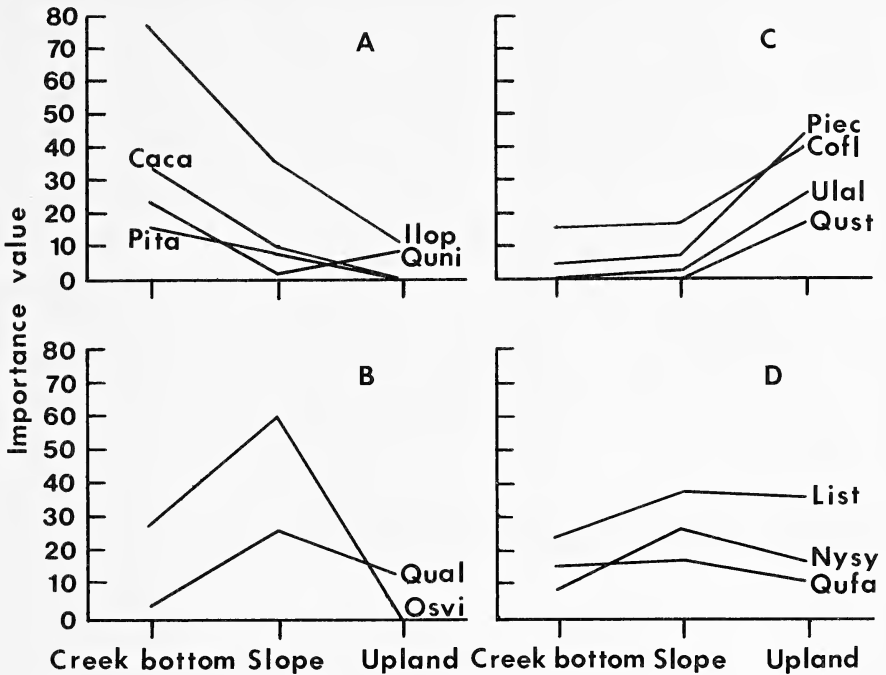 80
70
60
50
40
30
20
10
0
Importance value
A
Caca
Pita
Ilop
Quni
C
Piec
Cofl
Ulal
Qust
80
70
60
50
40
30
20
10
0
B
Qual
Osvi
D
List
Nysy
Qufa
Creek bottom Slope Upland Creek bottom Slope Upland